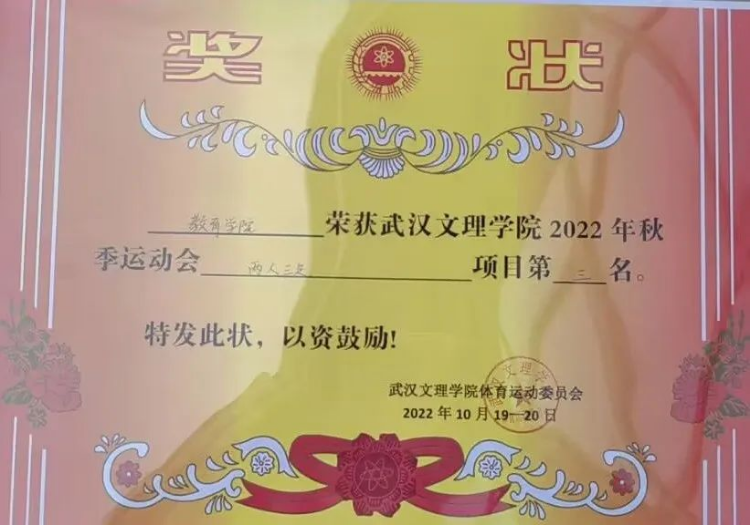 奖 状
教育学院荣获武汉文理学院2022年秋
季运动会两人三足项目第三名。
特发此状，以资鼓励!
武汉文理学院体育运动委员会
2022年10月19—20日